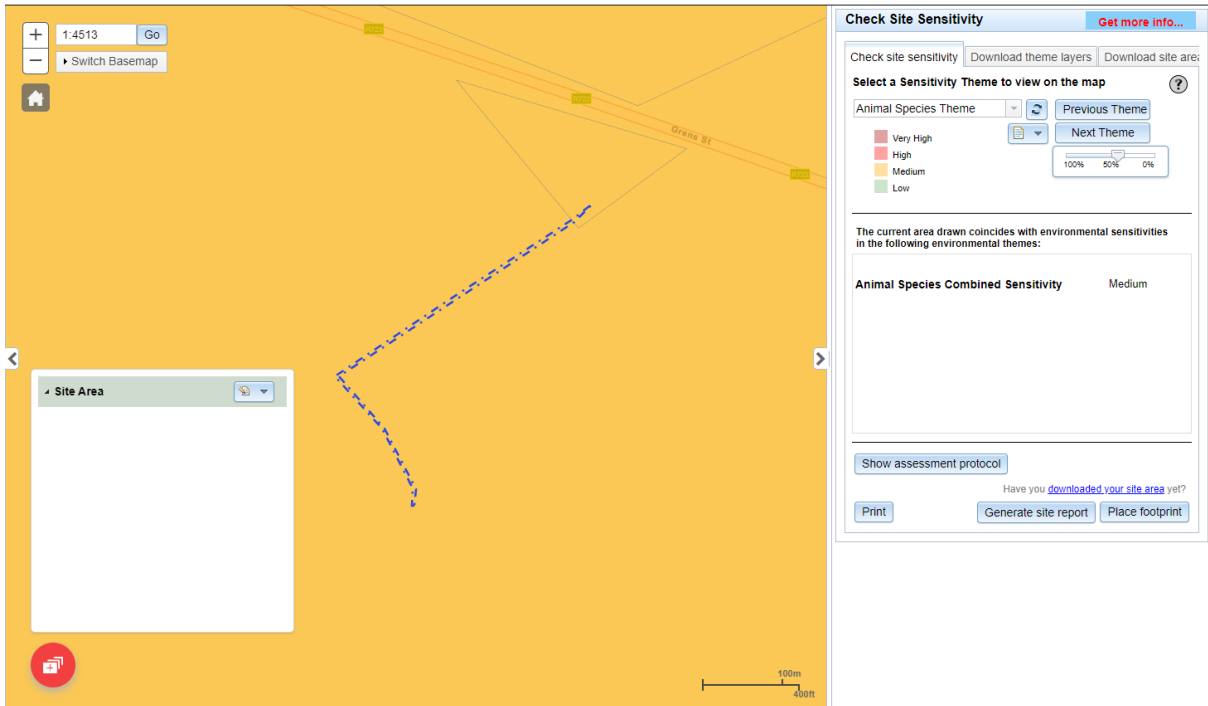 1:4513 Go
Switch Basemap
R723
Grens St
R723
Site Area
100m
400ft
Check Site Sensitivity
Get more info...
Check site sensitivity
Download theme layers
Download site area
Select a Sensitivity Theme to view on the map
?
Animal Species Theme
Previous Theme
Next Theme
Very High
High
Medium
Low
100% 50% 0%
The current area drawn coincides with environmental sensitivities
in the following environmental themes:
Animal Species Combined Sensitivity Medium
Show assessment protocol
Have you downloaded your site area yet?
Print
Generate site report
Place footprint